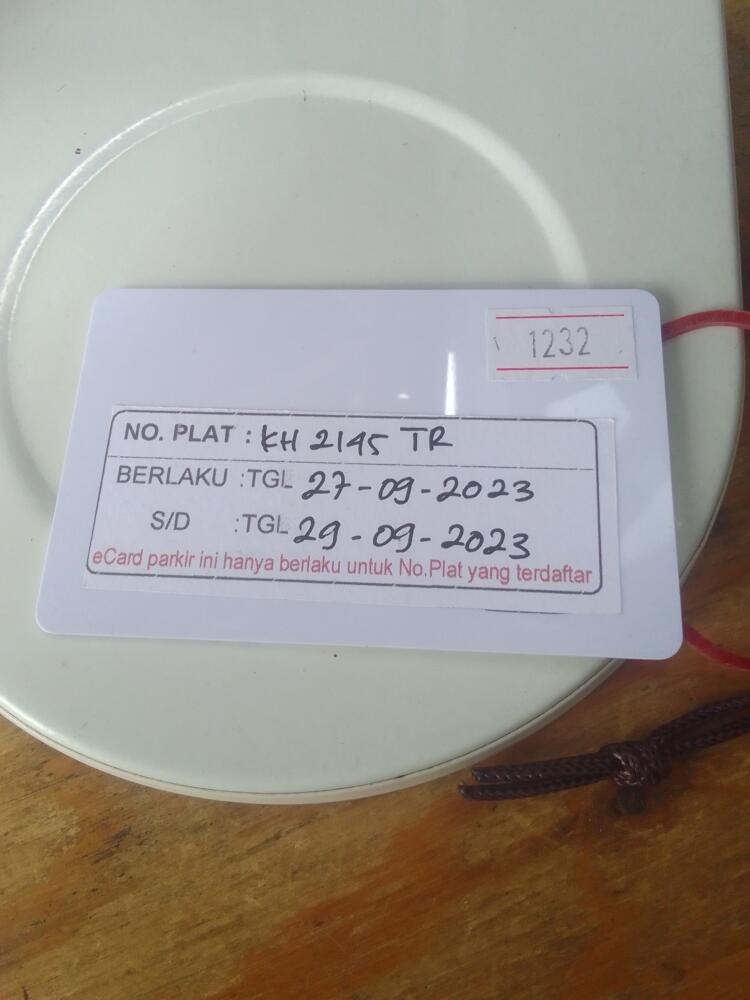 1232
NO. PLAT : KH 2145 TR
BERLAKU :TGL 27-09-2023
S/D :TGL 29-09-2023
eCard parkir ini hanya berlaku untuk No.Plat yang terdaftar